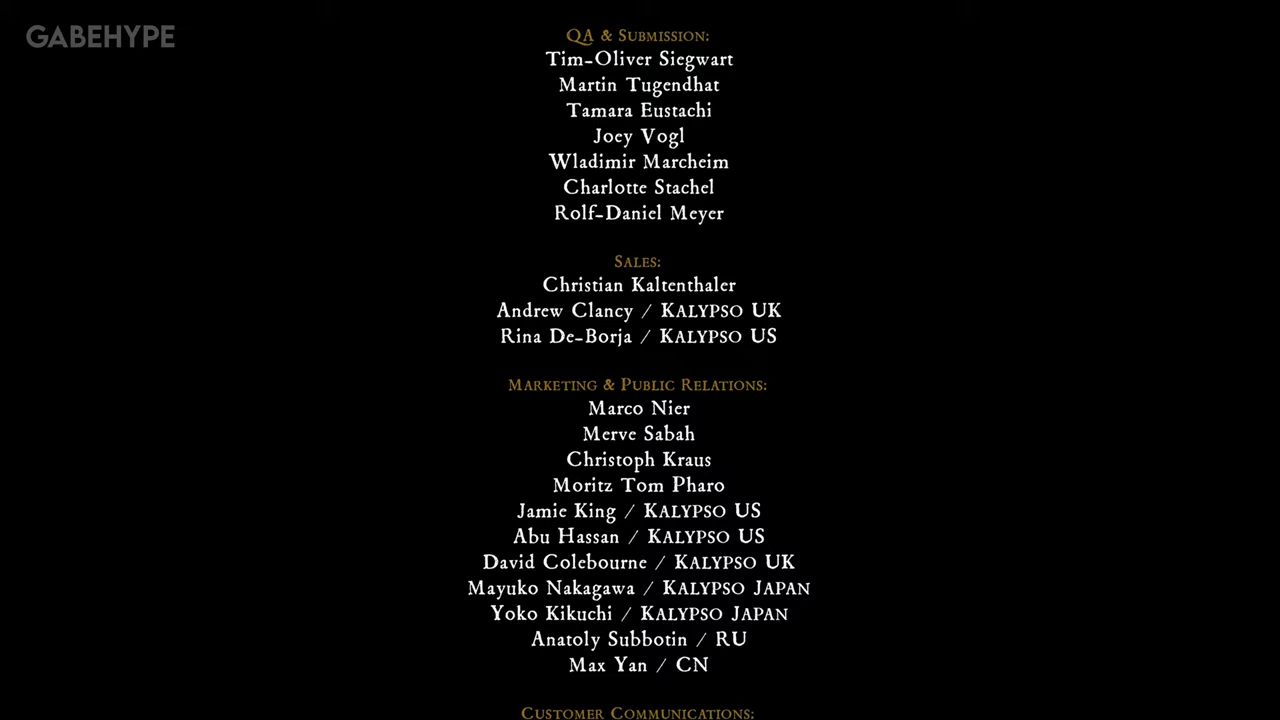 GABEHYPE
QA & Submission:
Tim-Oliver Siegwart
Martin Tugendhat
Tamara Eustachi
Joey Vogl
Wladimir Marcheim
Charlotte Stachel
Rolf-Daniel Meyer
Sales:
Christian Kaltenthaler
Andrew Clancy / KALYPSO UK
Rina De-Borja / KALYPSO US
Marketing & Public Relations:
Marco Nier
Merve Sabah
Christoph Kraus
Moritz Tom Pharo
Jamie King / KALYPSO US
Abu Hassan / KALYPSO US
David Colebourne / KALYPSO UK
Mayuko Nakagawa / KALYPSO JAPAN
Yoko Kikuchi / KALYPSO JAPAN
Anatoly Subbotin / RU
Max Yan / CN
Customer Communications: